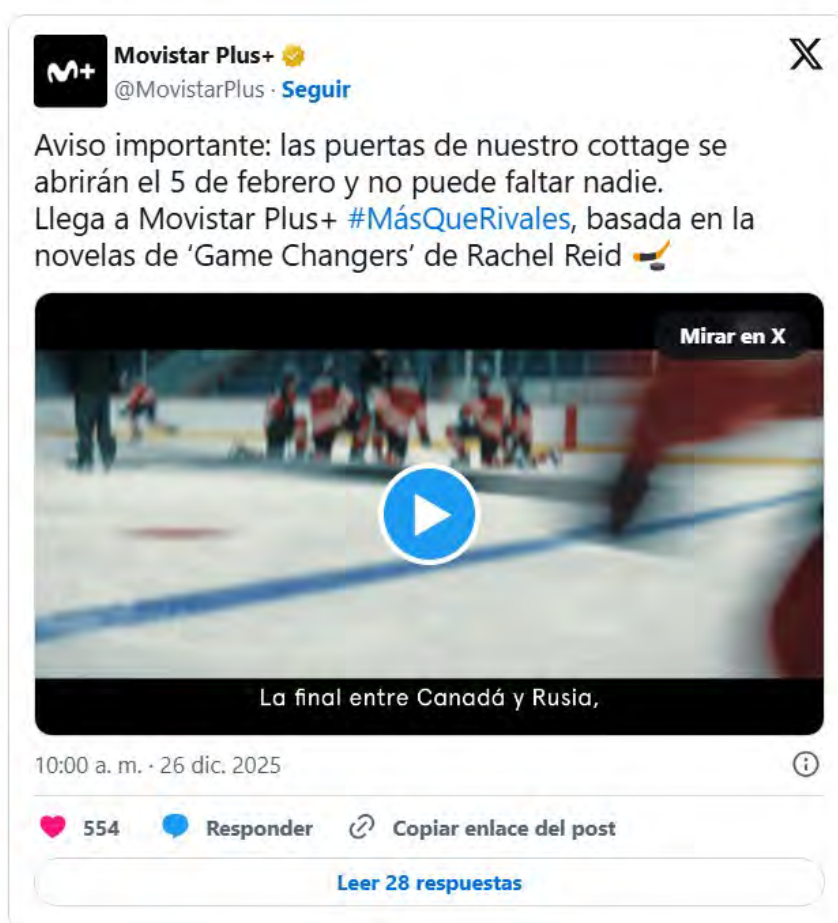 M+
Movistar Plus+
@MovistarPlus · Seguir
Aviso importante: las puertas de nuestro cottage se
abrirán el 5 de febrero y no puede faltar nadie.
Llega a Movistar Plus+ #MásQueRivales, basada en la
novelas de ‘Game Changers’ de Rachel Reid
Mirar en X
La final entre Canadá y Rusia,
10:00 a. m. · 26 dic. 2025
554 Responder Copiar enlace del post
Leer 28 respuestas